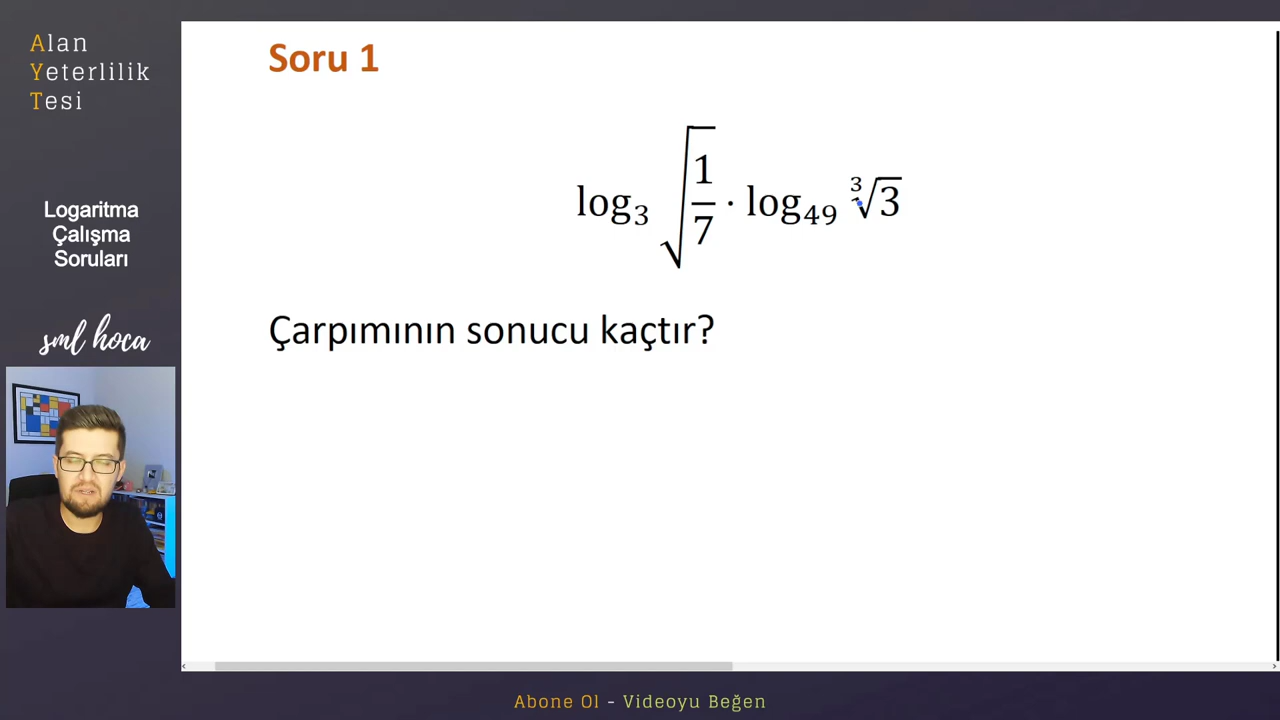 Alan
Yeterlilik
Tesi
Logaritma
Çalışma
Soruları
sml hoca
Soru 1
log₃ √(1/7) · log₄₉ ³√3
Çarpımının sonucu kaçtır?
Abone Ol - Videoyu Beğen